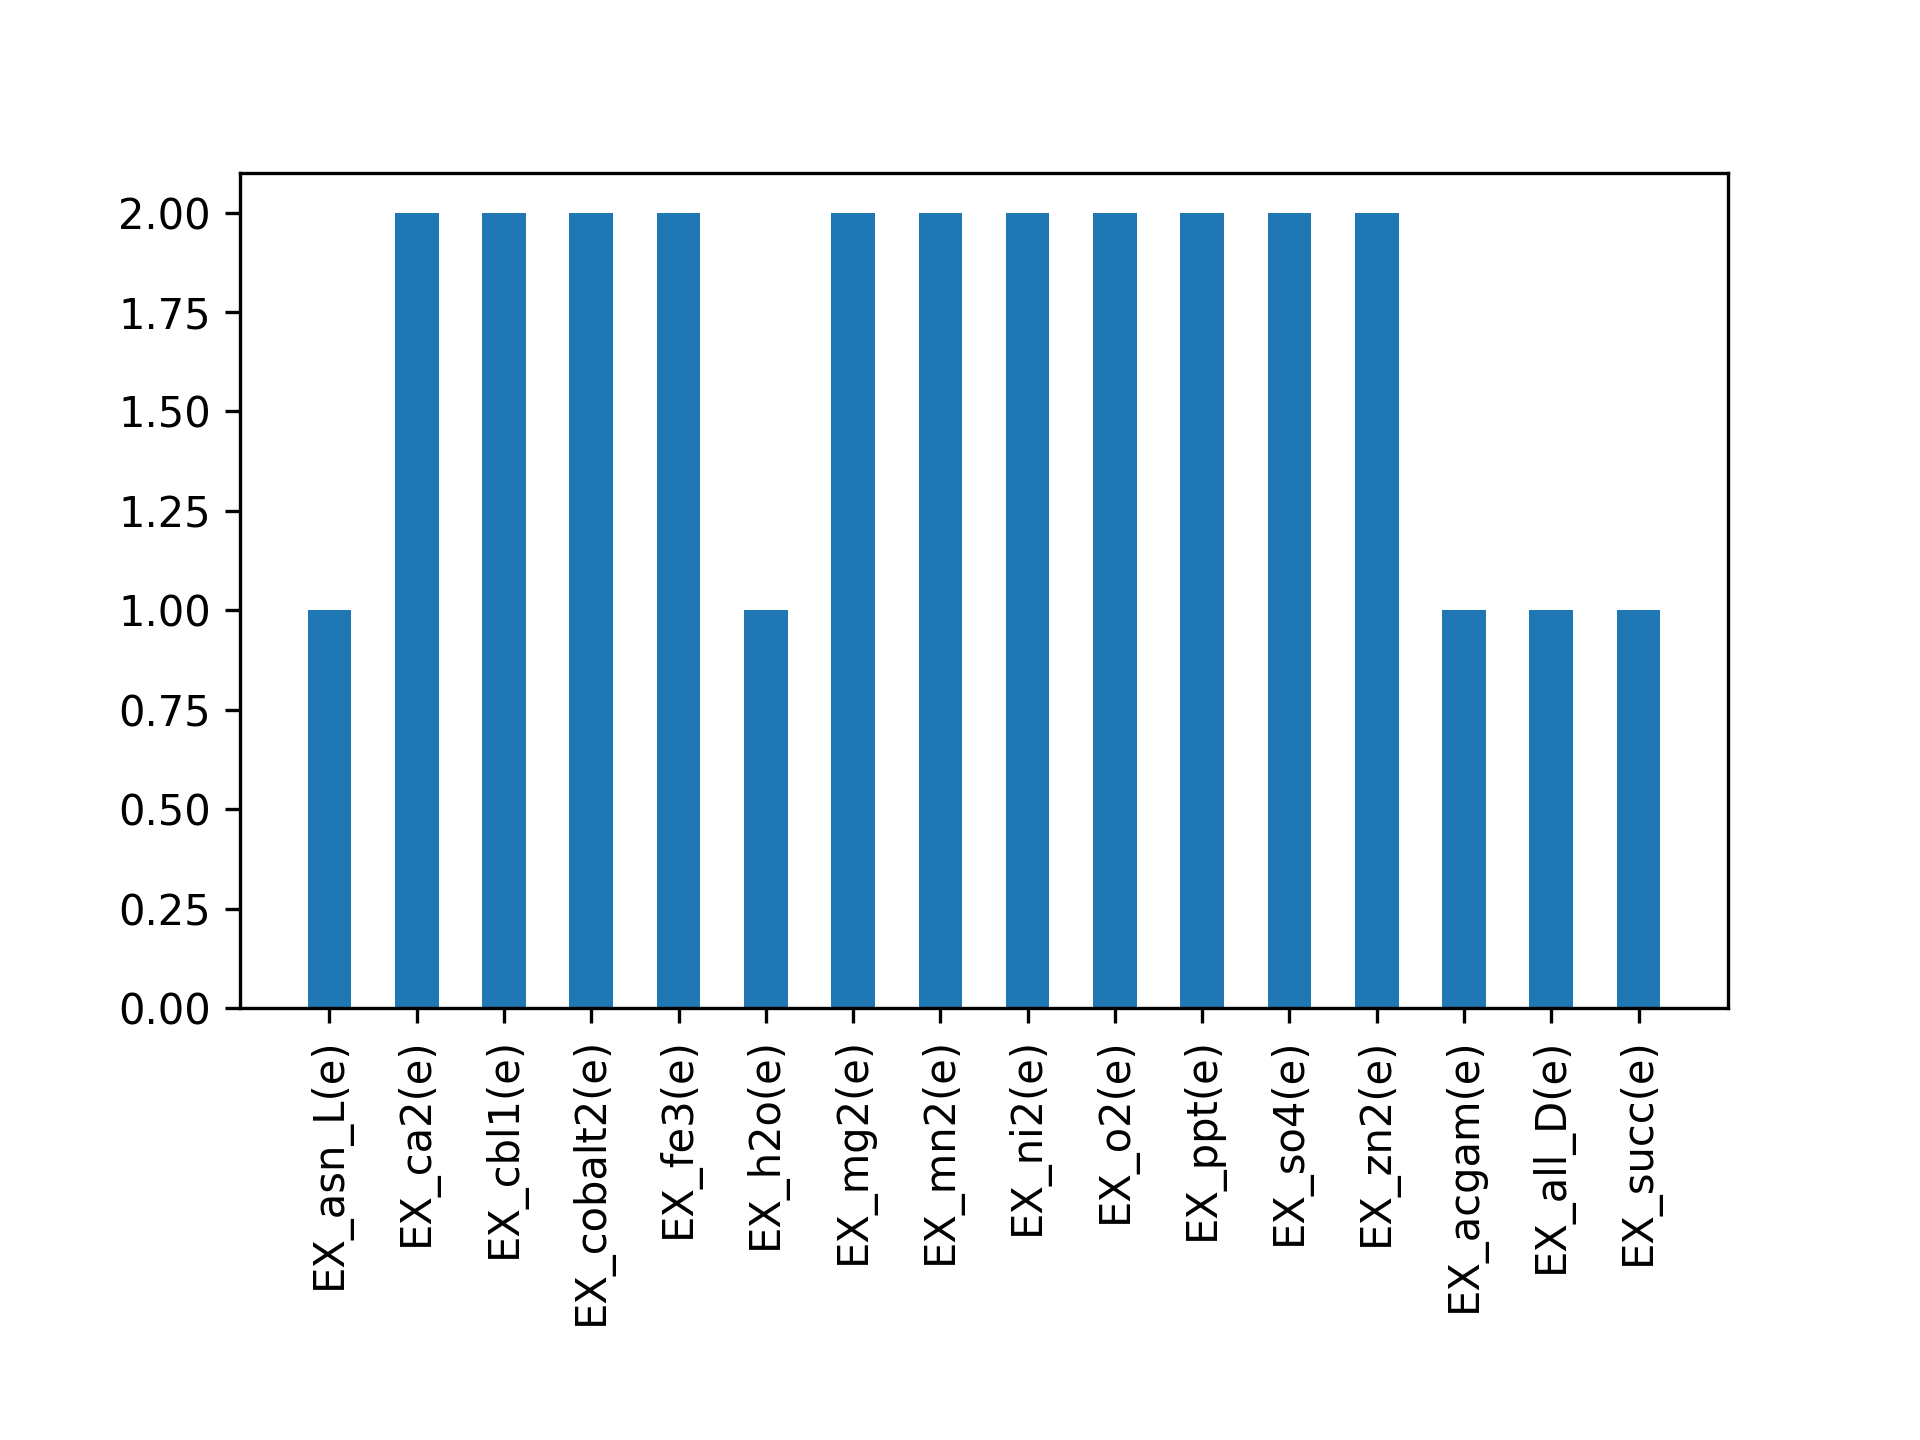 2.00
1.75
1.50
1.25
1.00
0.75
0.50
0.25
0.00
EX_asn_L(e)
EX_ca2(e)
EX_cbl1(e)
EX_cobalt2(e)
EX_fe3(e)
EX_h2o(e)
EX_mg2(e)
EX_mn2(e)
EX_ni2(e)
EX_o2(e)
EX_ppt(e)
EX_so4(e)
EX_zn2(e)
EX_acgam(e)
EX_all_D(e)
EX_succ(e)